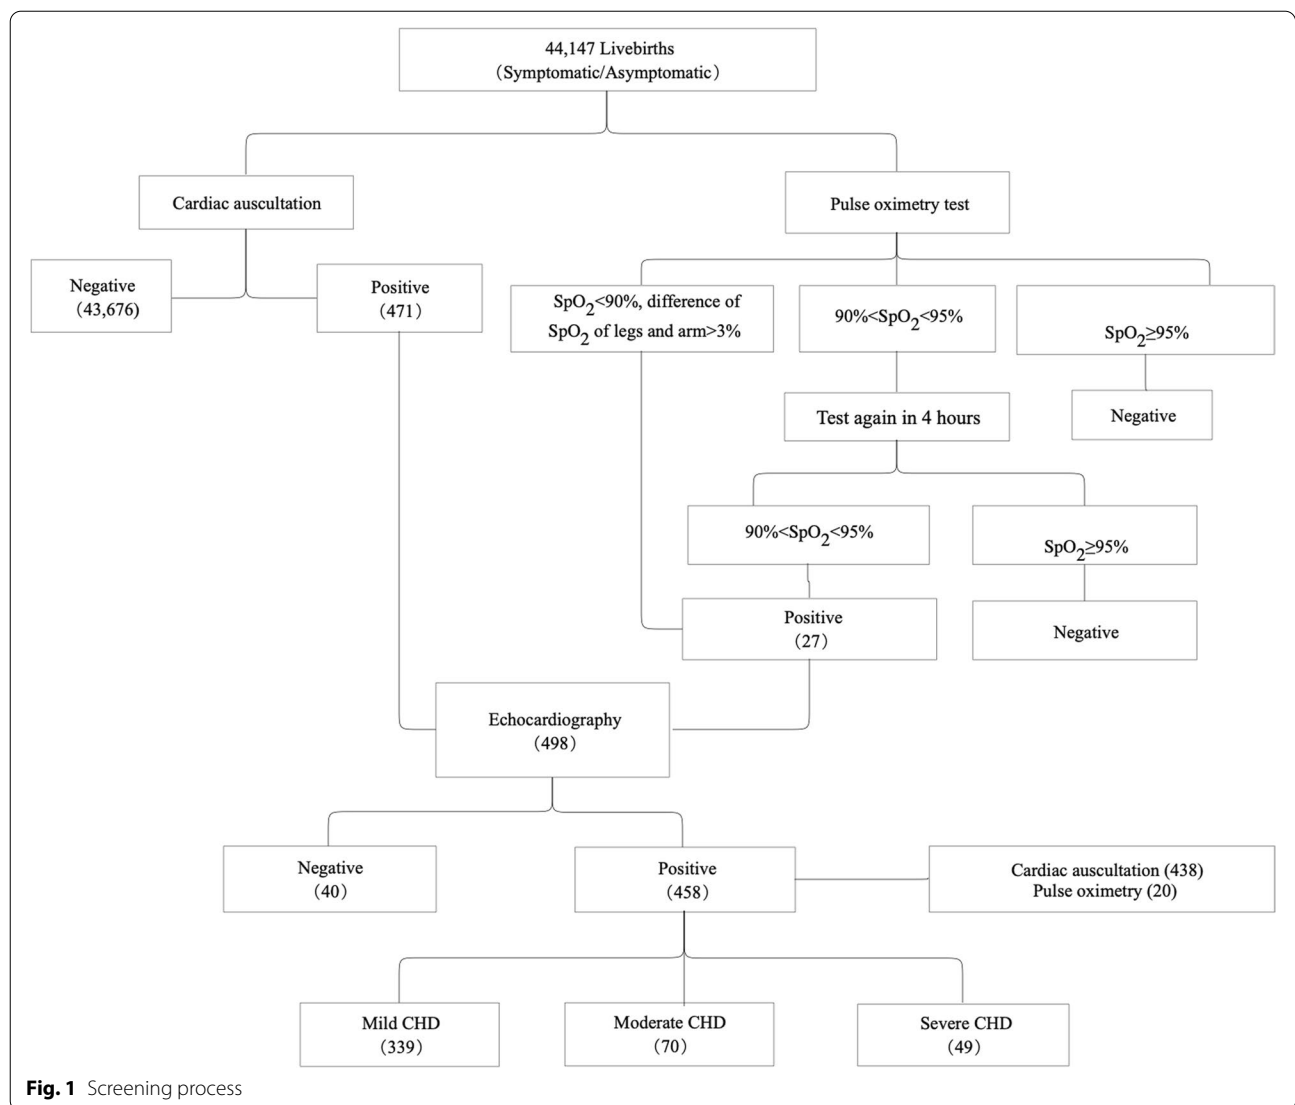 44,147 Livebirths
（Symptomatic/Asymptomatic）
Cardiac auscultation
Pulse oximetry test
Negative
（43,676)
Positive
（471）
SpO2<90%, difference of
SpO2 of legs and arm>3%
90%<SpO2<95%
SpO2≥95%
Test again in 4 hours
Negative
90%<SpO2<95%
SpO2≥95%
Positive
（27）
Negative
Echocardiography
（498）
Negative
（40）
Positive
（458）
Cardiac auscultation (438)
Pulse oximetry (20)
Mild CHD
（339）
Moderate CHD
（70）
Severe CHD
（49）
Fig. 1 Screening process